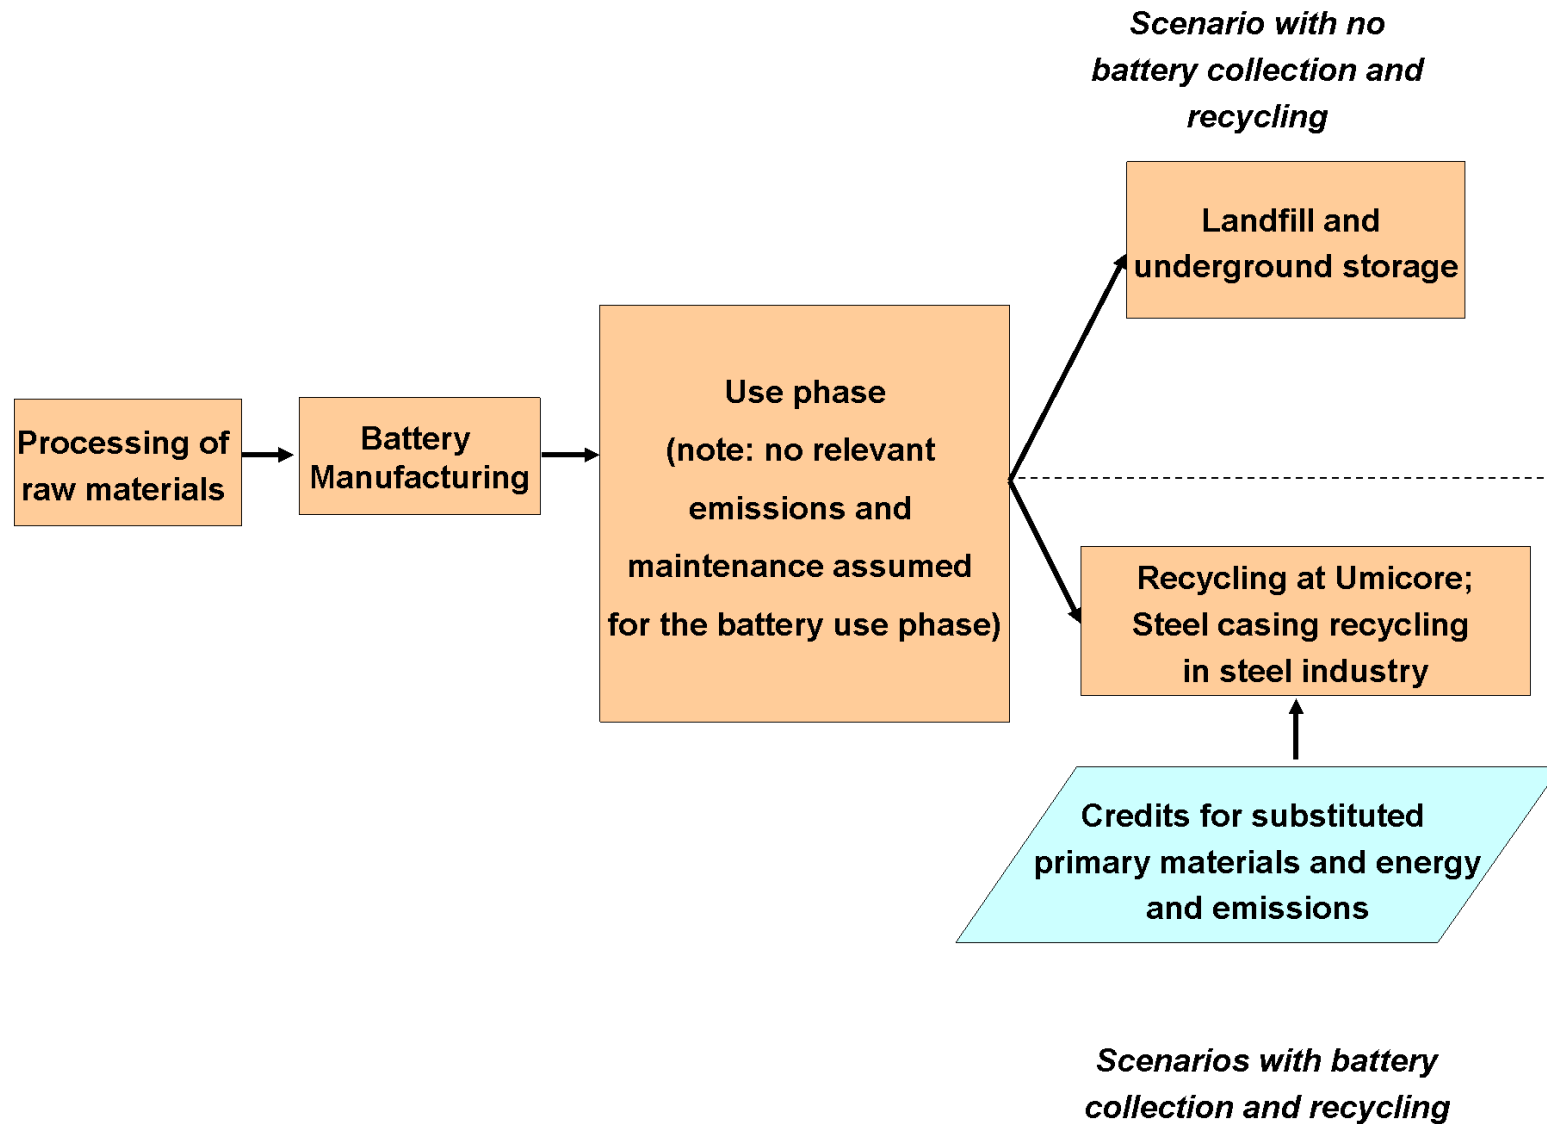 Scenario with no
battery collection and
recycling
Landfill and
underground storage
Processing of
raw materials
Battery
Manufacturing
Use phase
(note: no relevant
emissions and
maintenance assumed
for the battery use phase)
Recycling at Umicore;
Steel casing recycling
in steel industry
Credits for substituted
primary materials and energy
and emissions
Scenarios with battery
collection and recycling